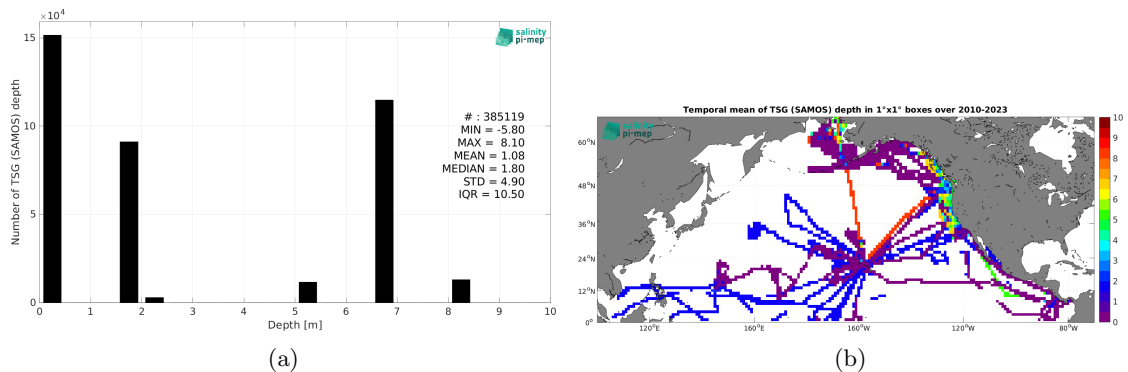 ×10⁴
15
10
5
0
Number of TSG (SAMOS) depth
salinity
pi-mep
# : 385119
MIN = -5.80
MAX = 8.10
MEAN = 1.08
MEDIAN = 1.80
STD = 4.90
IQR = 10.50
0 1 2 3 4 5 6 7 8 9 10
Depth [m]
(a)
Temporal mean of TSG (SAMOS) depth in 1°x1° boxes over 2010-2023
salinity
pi-mep
60°N
48°N
36°N
24°N
12°N
0°
120°E 160°E 160°W 120°W 80°W
10
9
8
7
6
5
4
3
2
1
0
(b)